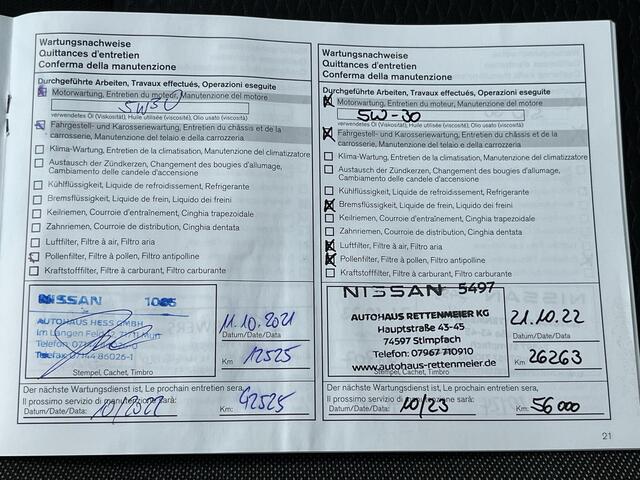 Wartungsnachweise
Quittances d'entretien
Conferma della manutenzione
Durchgeführte Arbeiten, Travaux effectués, Operazioni eseguite
Motorwartung, Entretien du moteur, Manutenzione del motore
5W30
verwendetes Öl (Viskosität), Huile utilisée (viscosité), Olio usato (viscosità)
Fahrgestell- und Karosseriewartung, Entretien du châssis et de la
carrosserie, Manutenzione del telaio e della carrozzeria
Klima-Wartung, Entretien de la climatisation, Manutenzione del climatizzatore
Austausch der Zündkerzen, Changement des bougies d'allumage,
Cambiamento delle candele d'accensione
Kühlflüssigkeit, Liquide de refroidissement, Refrigerante
Bremsflüssigkeit, Liquide de frein, Liquido dei freini
Keilriemen, Courroie d'entraînement, Cinghia trapezoidale
Zahnriemen, Courroie de distribution, Cinghia dentata
Luftfilter, Filtre à air, Filtro aria
Pollenfilter, Filtre à pollen, Filtro antipolline
Kraftstofffilter, Filtre à carburant, Filtro carburante
NISSAN 1085
AUTOHAUS HESS GMBH
Im Langen Feld 2, 71711 Murr
Telefon
Telefax: 07144 86026-1
Stempel, Cachet, Timbro
11.10.2021
Datum/Date/Data:
Km 12525
Der nächste Wartungsdienst ist, Le prochain entretien sera,
Il prossimo servizio di manutenzione sarà:
Datum/Date/Data: 10/2022 Km: 42525
Wartungsnachweise
Quittances d'entretien
Conferma della manutenzione
Durchgeführte Arbeiten, Travaux effectués, Operazioni eseguite
Motorwartung, Entretien du moteur, Manutenzione del motore
5W-30
verwendetes Öl (Viskosität), Huile utilisée (viscosité), Olio usato (viscosità)
Fahrgestell- und Karosseriewartung, Entretien du châssis et de la
carrosserie, Manutenzione del telaio e della carrozzeria
Klima-Wartung, Entretien de la climatisation, Manutenzione del climatizzatore
Austausch der Zündkerzen, Changement des bougies d'allumage,
Cambiamento delle candele d'accensione
Kühlflüssigkeit, Liquide de refroidissement, Refrigerante
Bremsflüssigkeit, Liquide de frein, Liquido dei freini
Keilriemen, Courroie d'entraînement, Cinghia trapezoidale
Zahnriemen, Courroie de distribution, Cinghia dentata
Luftfilter, Filtre à air, Filtro aria
Pollenfilter, Filtre à pollen, Filtro antipolline
Kraftstofffilter, Filtre à carburant, Filtro carburante
NISSAN 5497
AUTOHAUS RETTENMEIER KG
Hauptstraße 43-45
74597 Stimpfach
Telefon: 07967 710910
www.autohaus-rettenmeier.de
Stempel, Cachet, Timbro
21.10.22
Datum/Date/Data:
Km 26263
Der nächste Wartungsdienst ist, Le prochain entretien sera,
Il prossimo servizio di manutenzione sarà:
Datum/Date/Data: 10/23 Km: 56000
21